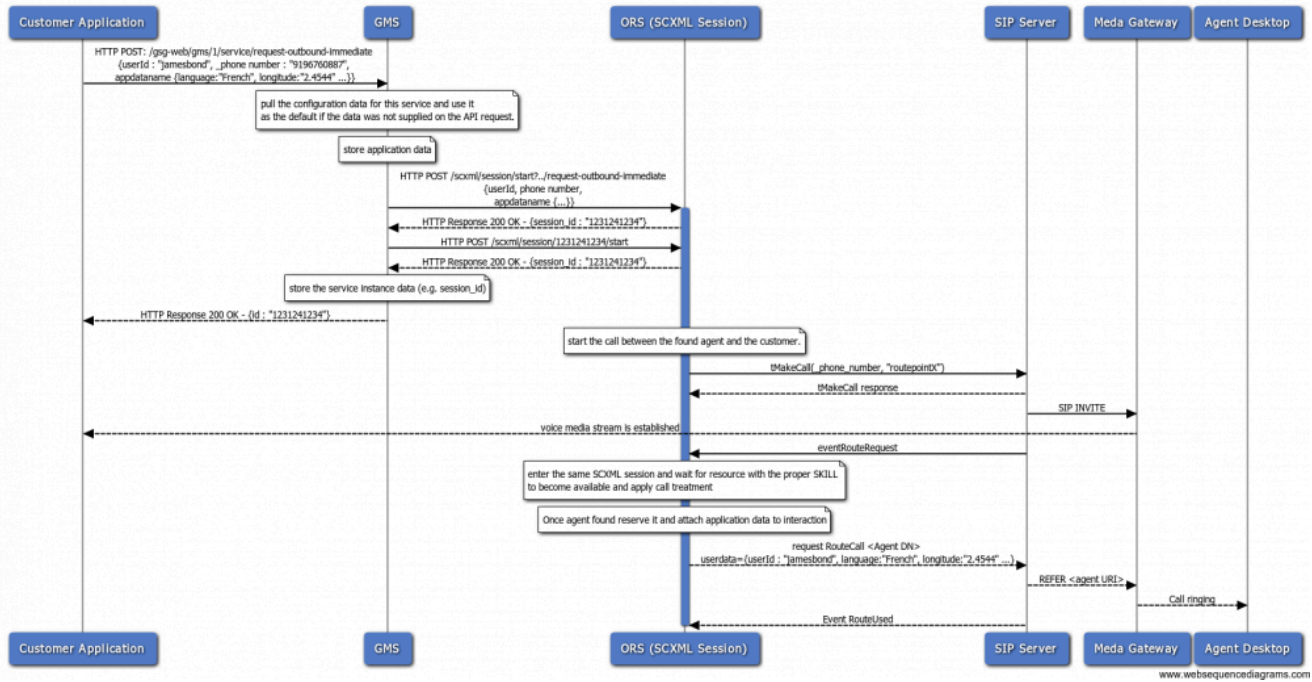 Customer Application
GMS
ORS (SCXML Session)
SIP Server
Meda Gateway
Agent Desktop
HTTP POST: /gsg-web/gms/1/service/request-outbound-immediate
{userId : "jamesbond", _phone number : "9196760887",
appdataname {language:"French", longitude:"2.4544" ...}}
pull the configuration data for this service and use it
as the default if the data was not supplied on the API request.
store application data
HTTP POST /scxml/session/start?../request-outbound-immediate
{userId, phone number,
appdataname {...}}
HTTP Response 200 OK - {session_id : "1231241234"}
HTTP POST /scxml/session/1231241234/start
HTTP Response 200 OK - {session_id : "1231241234"}
store the service instance data (e.g. session_id)
HTTP Response 200 OK - {id : "1231241234"}
start the call between the found agent and the customer.
tMakeCall(_phone_number, "routepointX")
tMakeCall response
SIP INVITE
voice media stream is established
eventRouteRequest
enter the same SCXML session and wait for resource with the proper SKILL
to become available and apply call treatment
Once agent found reserve it and attach application data to interaction
request RouteCall <Agent DN>
userdata={userId : "jamesbond", language:"French", longitude:"2.4544" ...}
REFER <agent URI>
Call ringing
Event RouteUsed
Customer Application
GMS
ORS (SCXML Session)
SIP Server
Meda Gateway
Agent Desktop
www.websequencediagrams.com